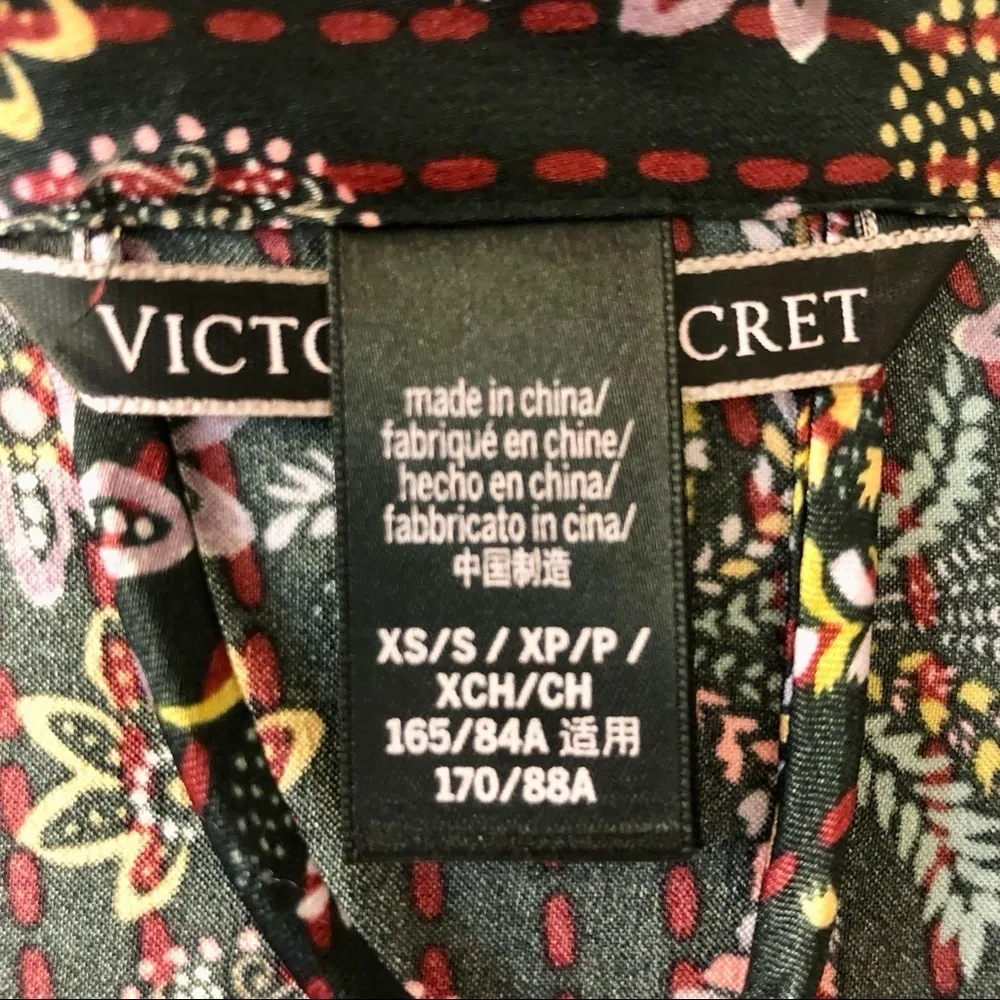 VICTO CRET
made in china/
fabriqué en chine/
hecho en china/
fabbricato in cina/
中国制造
XS/S / XP/P /
XCH/CH
165/84A 适用
170/88A